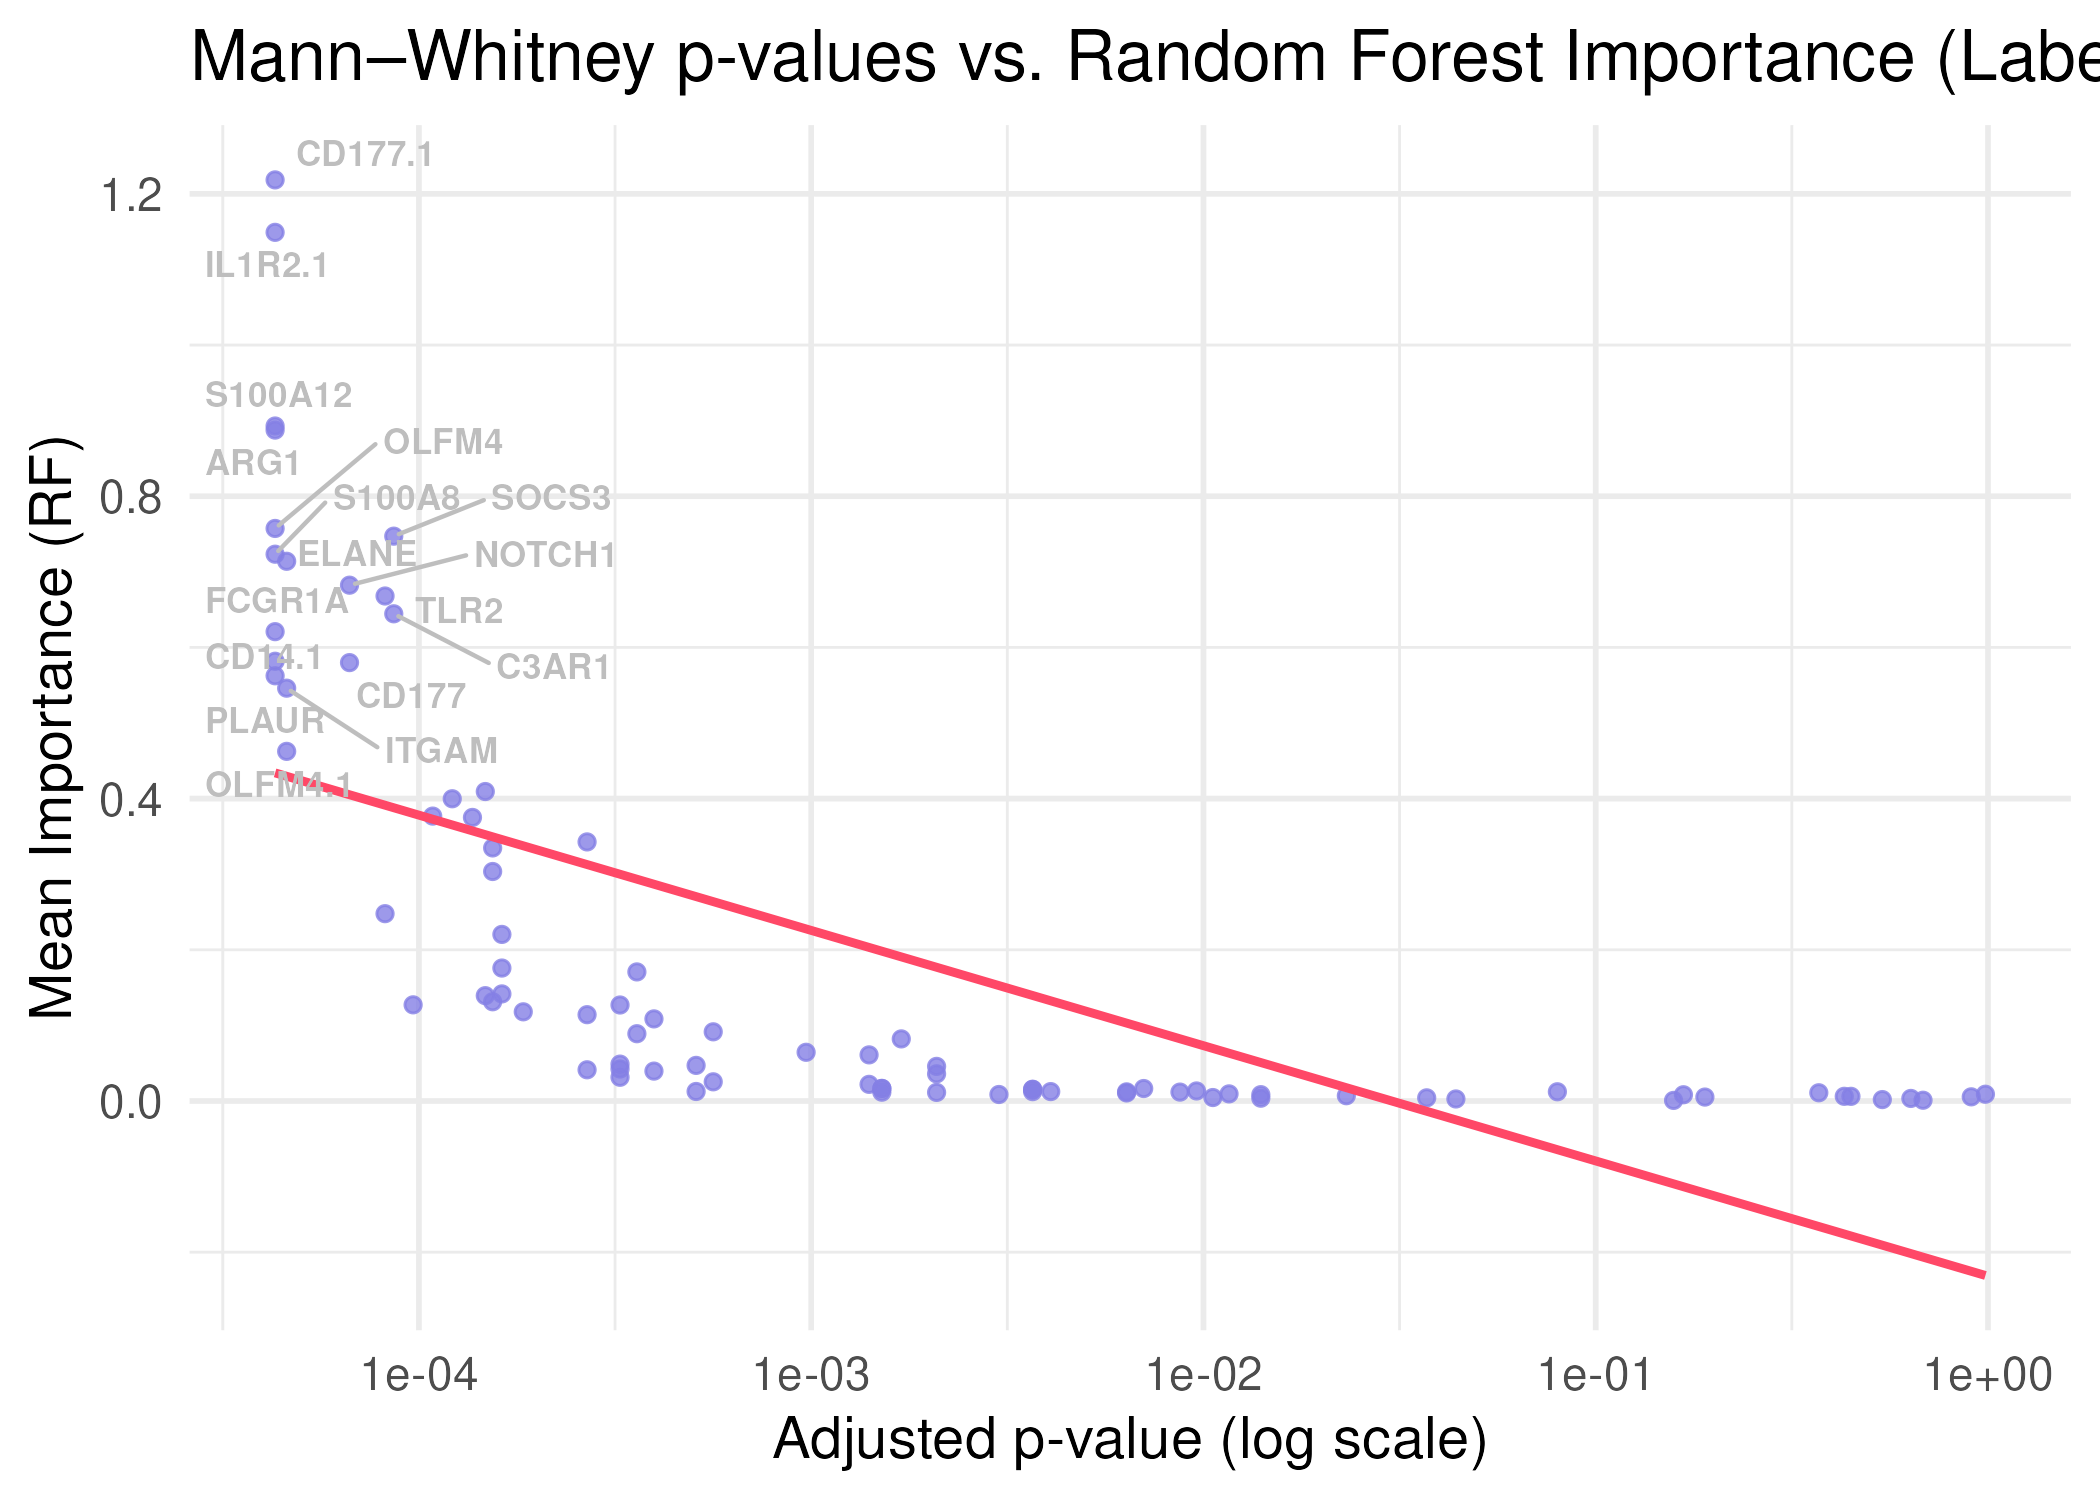 Mann–Whitney p-values vs. Random Forest Importance (Labe
CD177.1
1.2
IL1R2.1
S100A12
OLFM4
ARG1
0.8
S100A8
SOCS3
ELANE
NOTCH1
FCGR1A
TLR2
CD14.1
C3AR1
CD177
PLAUR
ITGAM
OLFM4.1
0.4
0.0
Mean Importance (RF)
1e-04
1e-03
1e-02
1e-01
1e+00
Adjusted p-value (log scale)